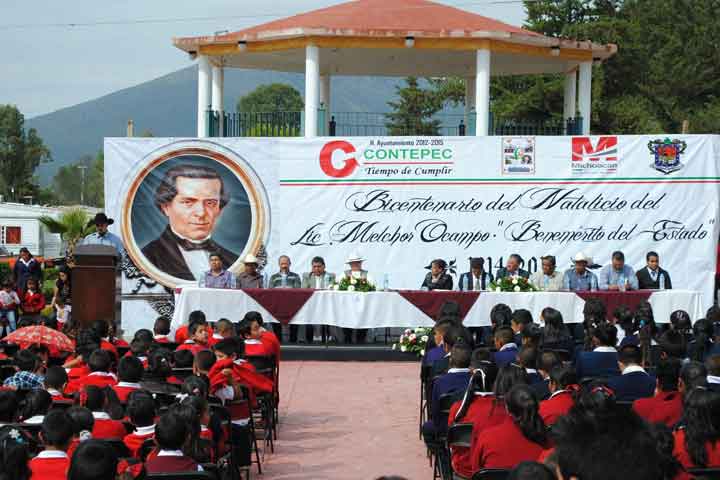 H. Ayuntamiento 2012-2015
C CONTEPEC
Tiempo de Cumplir
M
Michoacán
Bicentenario del Natalicio del
Lic. Melchor Ocampo. "Benemérito del Estado"